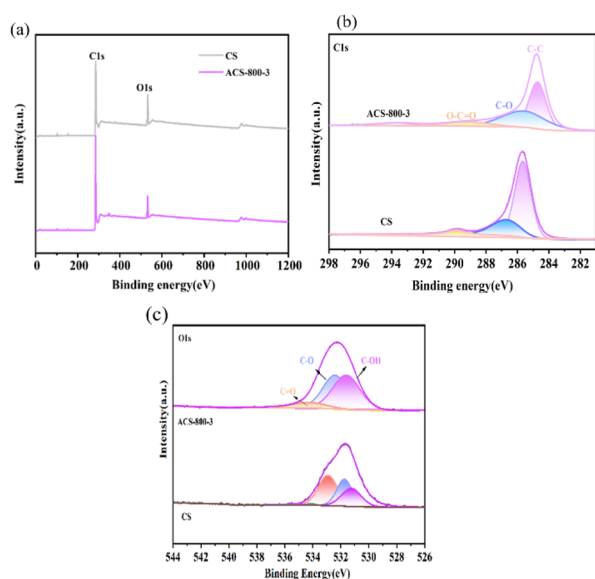 (a)
C1s
O1s
CS
ACS-800-3
Intensity(a.u.)
0 200 400 600 800 1000 1200
Binding energy(eV)
(b)
C1s
C-C
C-O
O-C=O
ACS-800-3
CS
Intensity(a.u.)
298 296 294 292 290 288 286 284 282
Binding energy(eV)
(c)
O1s
C-O
C-OH
C=O
ACS-800-3
CS
Intensity(a.u.)
544 542 540 538 536 534 532 530 528 526
Binding Energy(eV)